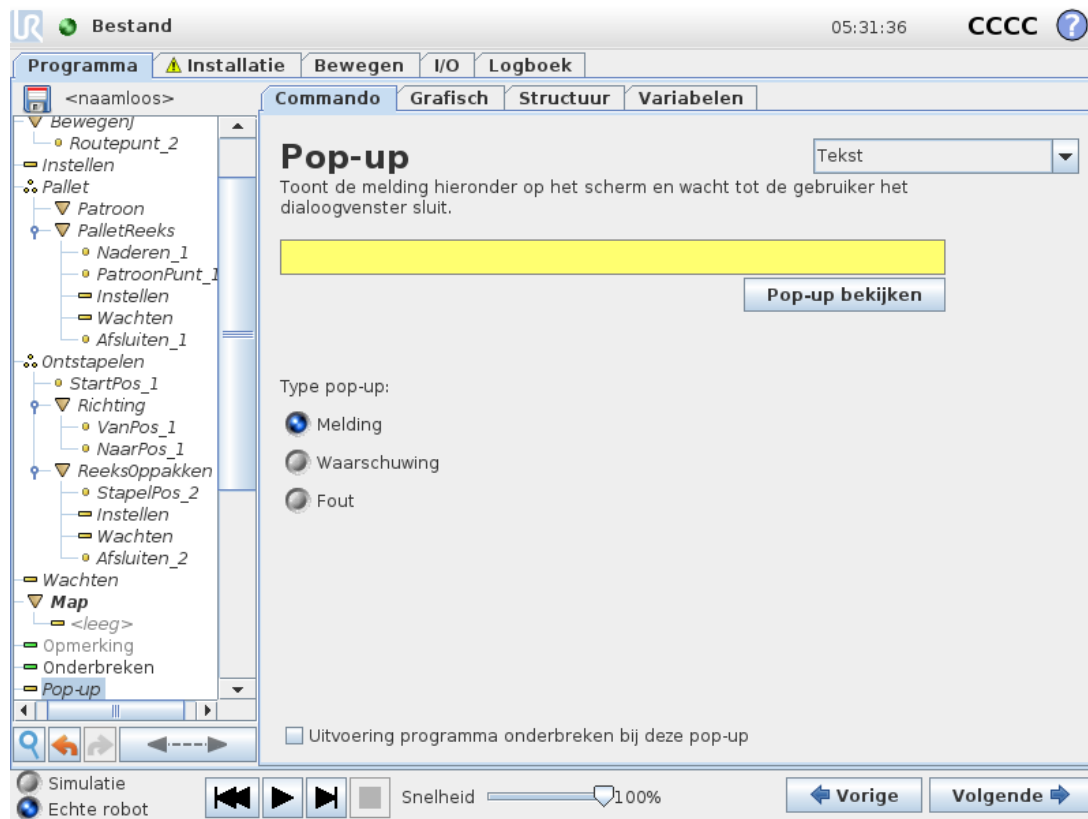 UR Bestand 05:31:36 CCCC ?
Programma Installatie Bewegen I/O Logboek
<naamloos>
Commando Grafisch Structuur Variabelen
BewegenJ
Routepunt_2
Instellen
Pallet
Patroon
PalletReeks
Naderen_1
PatroonPunt_1
Instellen
Wachten
Afsluiten_1
Ontstapelen
StartPos_1
Richting
VanPos_1
NaarPos_1
ReeksOppakken
StapelPos_2
Instellen
Wachten
Afsluiten_2
Wachten
Map
<leeg>
Opmerking
Onderbreken
Pop-up
Pop-up
Tekst
Toont de melding hieronder op het scherm en wacht tot de gebruiker het
dialoogvenster sluit.
Pop-up bekijken
Type pop-up:
Melding
Waarschuwing
Fout
Uitvoering programma onderbreken bij deze pop-up
Simulatie
Echte robot
Snelheid 100%
Vorige
Volgende